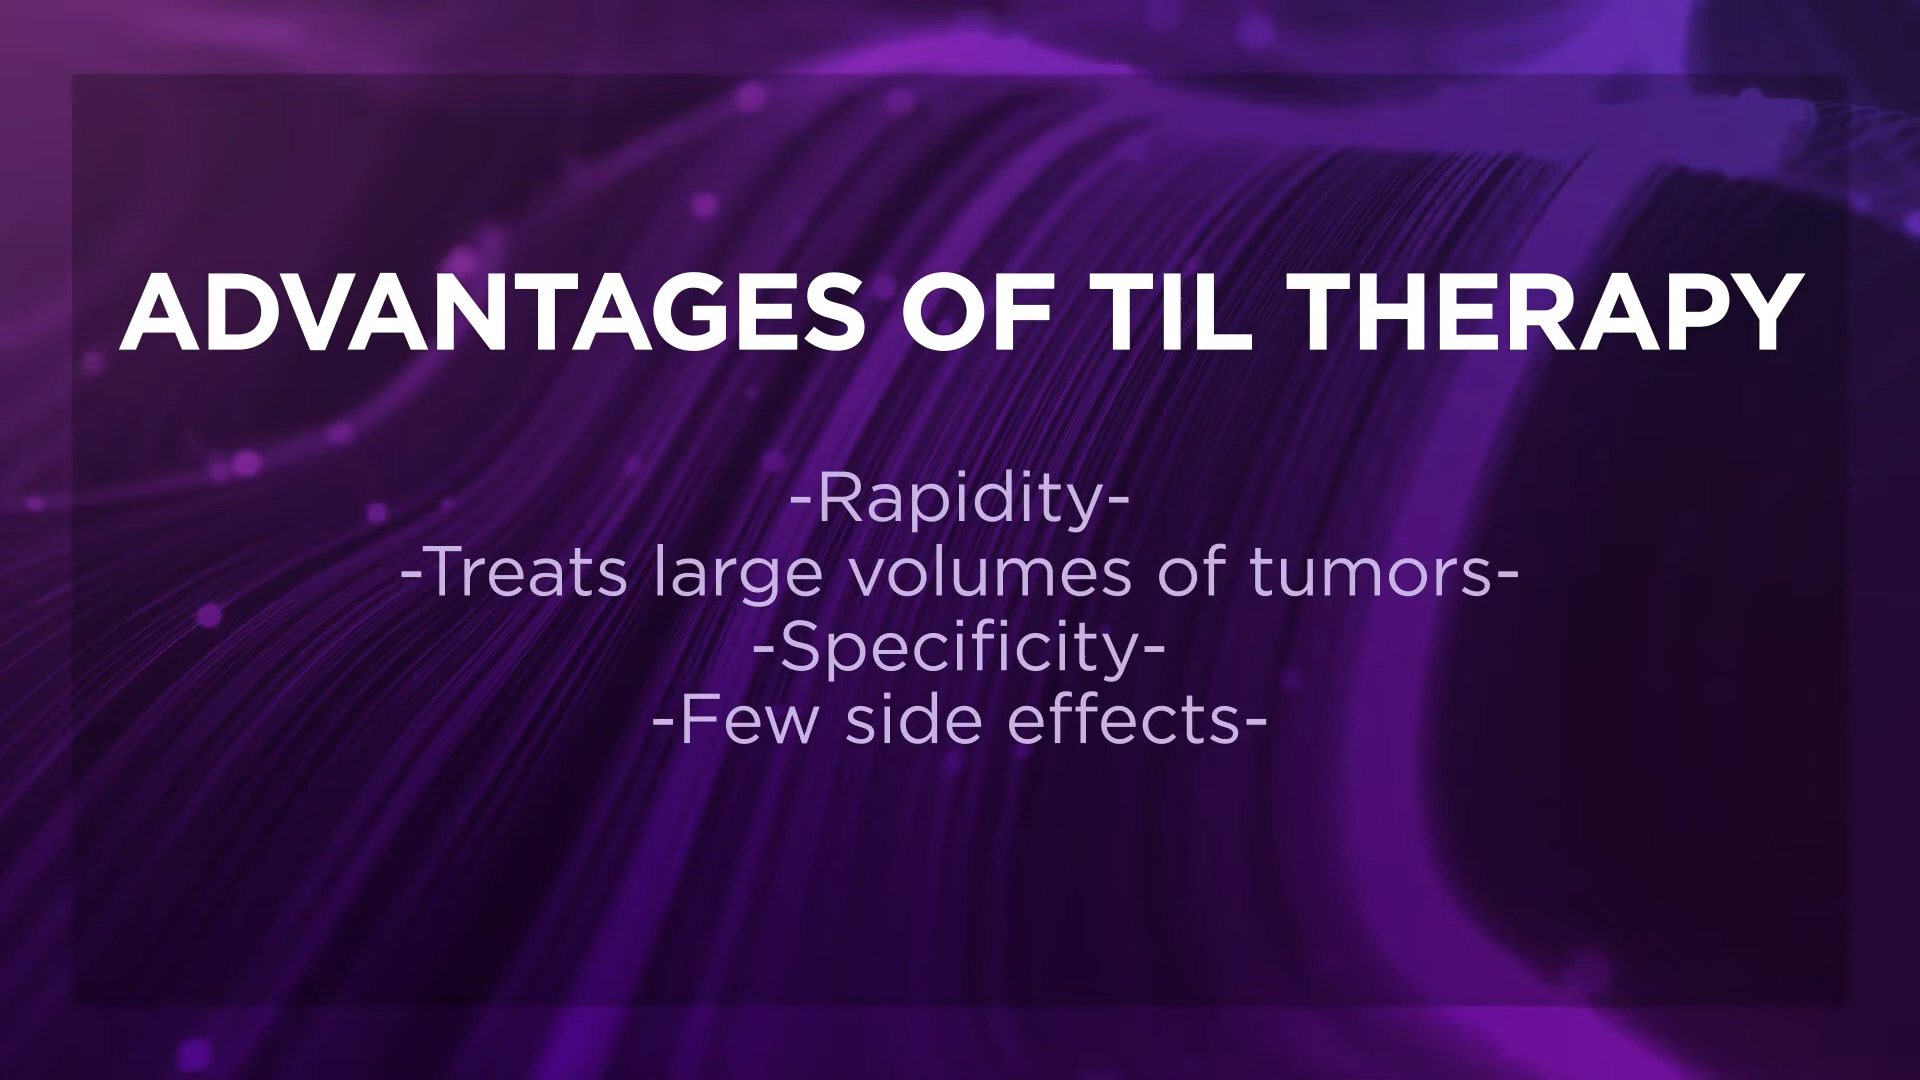 ADVANTAGES OF TIL THERAPY
-Rapidity-
-Treats large volumes of tumors-
-Specificity-
-Few side effects-